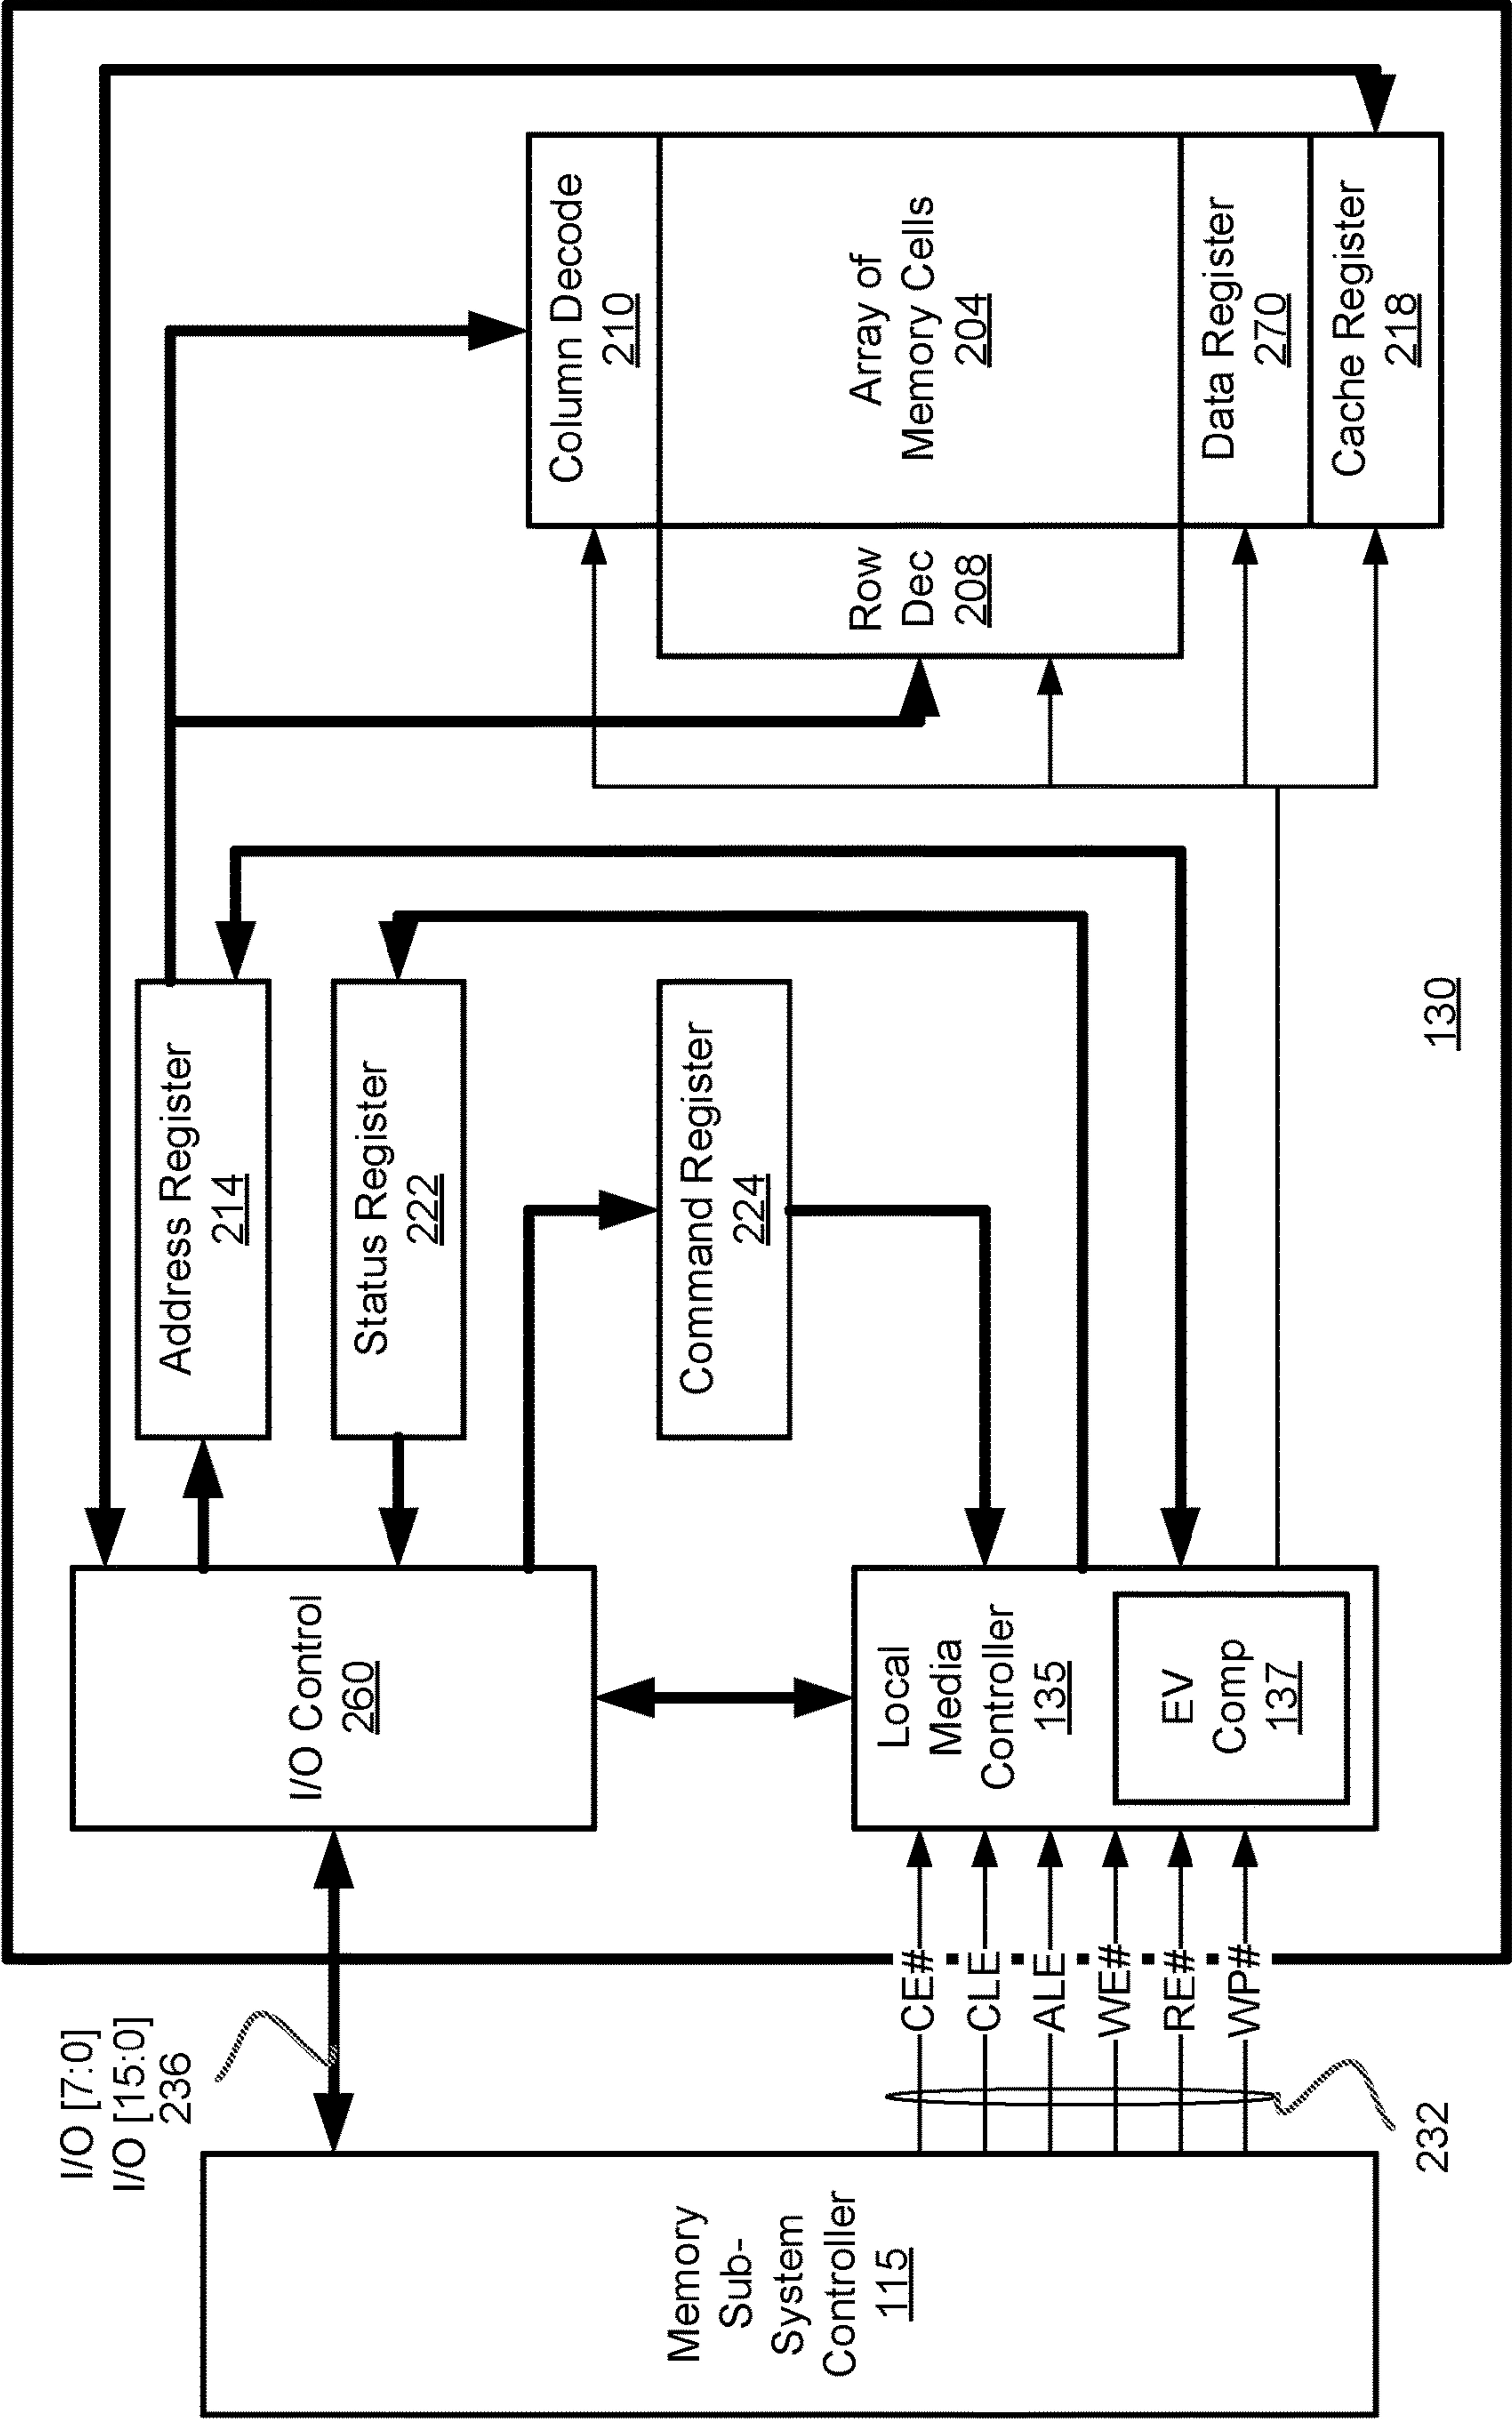 I/O [7:0]
I/O [15:0]
236
Memory
Sub-
System
Controller
115
CE#
CLE
ALE
WE#
RE#
WP#
232
I/O Control
260
Local
Media
Controller
135
EV
Comp
137
Address Register
214
Status Register
222
Command Register
224
Column Decode
210
Row
Dec
208
Array of
Memory Cells
204
Data Register
270
Cache Register
218
130